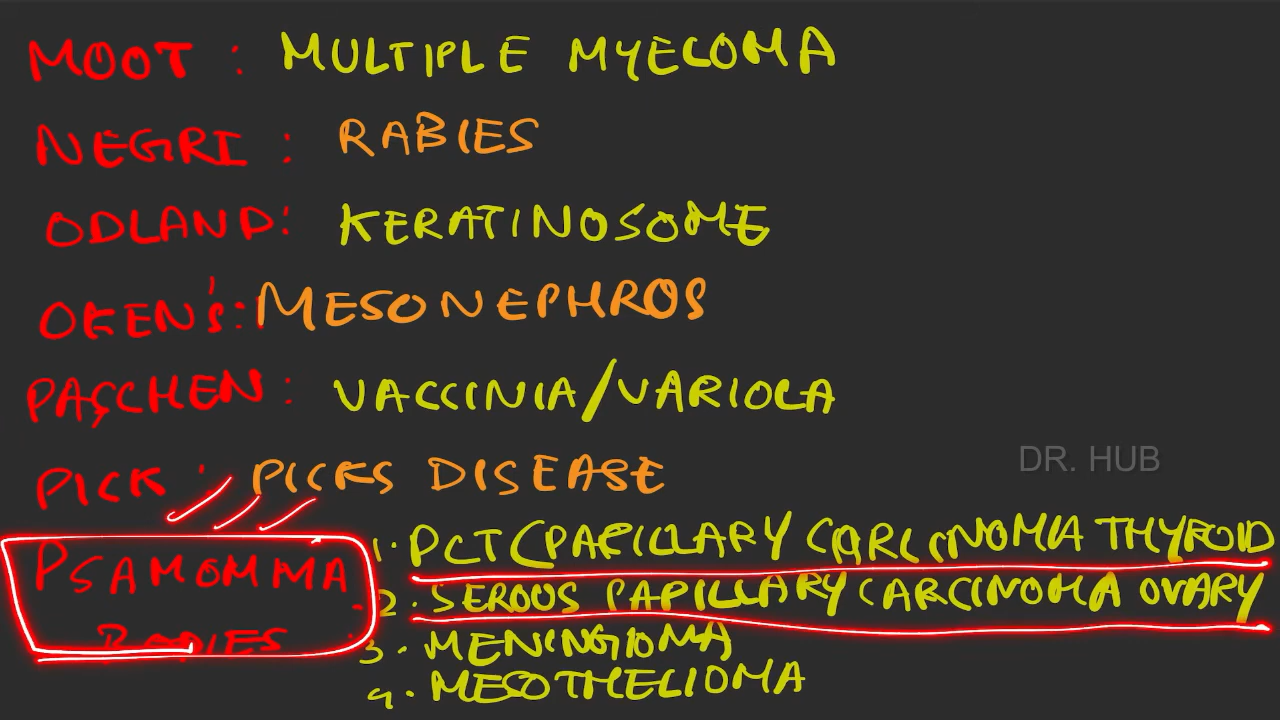 MOOT : MULTIPLE MYELOMA
NEGRI : RABIES
ODLAND: KERATINOSOME
OKEN'S: MESONEPHROS
PASCHEN: VACCINIA/VARIOLA
PICK : PICKS DISEASE
DR. HUB
PSAMOMMA BODIES
1. PCT (PAPILLARY CARCINOMA THYROID
2. SEROUS PAPILLARY CARCINOMA OVARY
3. MENINGIOMA
4. MESOTHELIOMA